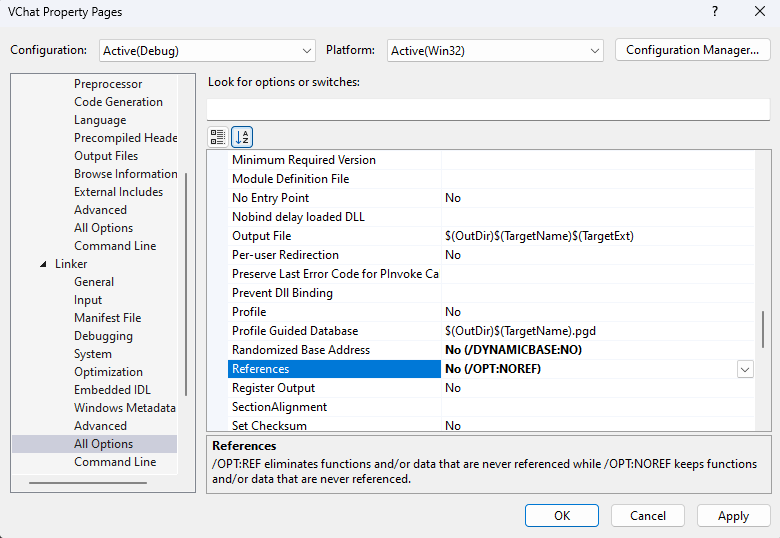 VChat Property Pages
Configuration: Active(Debug) Platform: Active(Win32) Configuration Manager...
Preprocessor
Code Generation
Language
Precompiled Heade
Output Files
Browse Information
External Includes
Advanced
All Options
Command Line
Linker
General
Input
Manifest File
Debugging
System
Optimization
Embedded IDL
Windows Metadata
Advanced
All Options
Command Line
Look for options or switches:
Minimum Required Version
Module Definition File
No Entry Point No
Nobind delay loaded DLL
Output File $(OutDir)$(TargetName)$(TargetExt)
Per-user Redirection No
Preserve Last Error Code for PInvoke Ca
Prevent Dll Binding
Profile No
Profile Guided Database $(OutDir)$(TargetName).pgd
Randomized Base Address No (/DYNAMICBASE:NO)
References No (/OPT:NOREF)
Register Output No
SectionAlignment
Set Checksum No
References
/OPT:REF eliminates functions and/or data that are never referenced while /OPT:NOREF keeps functions
and/or data that are never referenced.
OK Cancel Apply